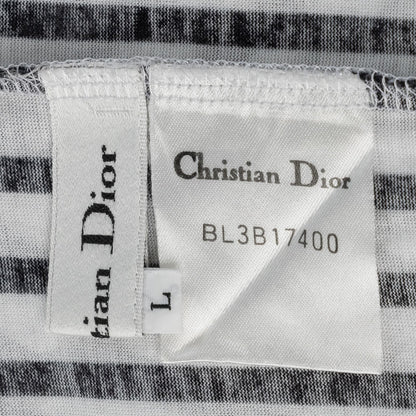 tian Dior
L
Christian Dior
BL3B17400